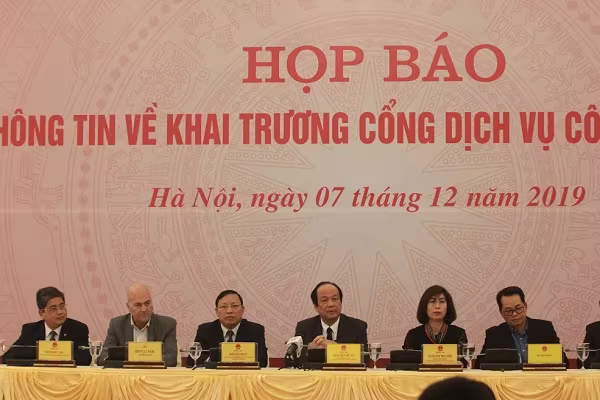 HỌP BÁO
HÔNG TIN VỀ KHAI TRƯƠNG CỔNG DỊCH VỤ CÔ
Hà Nội, ngày 07 tháng 12 năm 2019